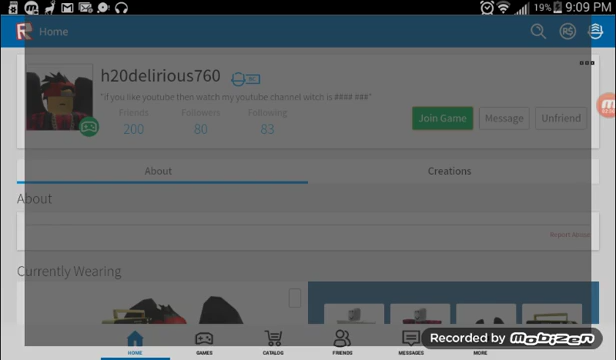 19% 9:09 PM
Home
R$
h20delirious760
"if you like youtube then watch my youtube channel witch is #### ###"
Friends Followers Following
200 80 83
Join Game Message Unfriend
About Creations
About
Report Abuse
Currently Wearing
Recorded by
mobizen
HOME GAMES CATALOG FRIENDS MESSAGES MORE